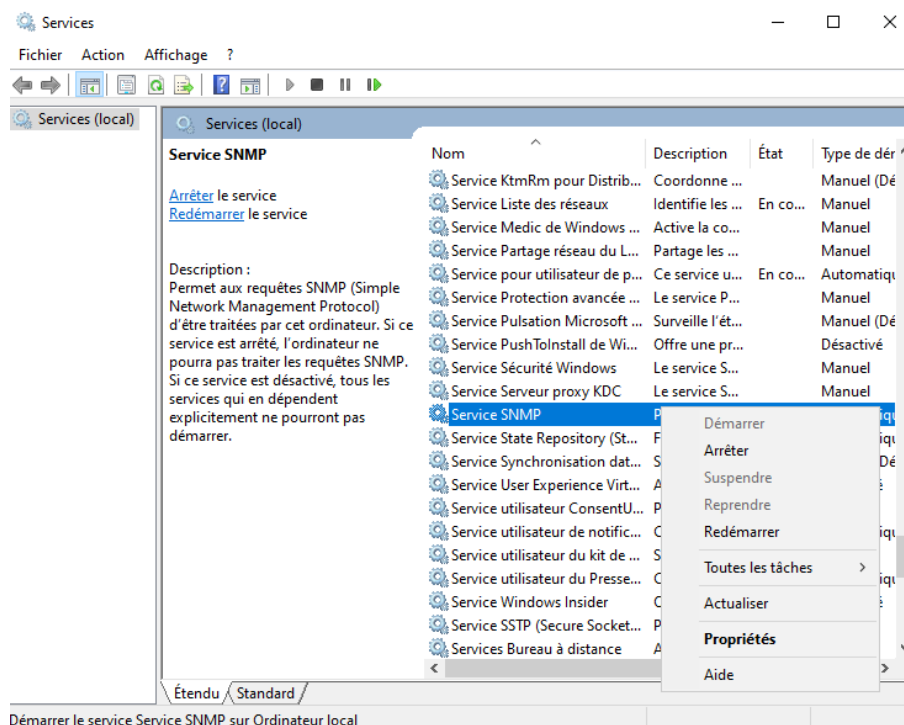 Services
Fichier Action Affichage ?
Services (local)
Services (local)
Service SNMP
Arrêter le service
Redémarrer le service
Description :
Permet aux requêtes SNMP (Simple
Network Management Protocol)
d'être traitées par cet ordinateur. Si ce
service est arrêté, l'ordinateur ne
pourra pas traiter les requêtes SNMP.
Si ce service est désactivé, tous les
services qui en dépendent
explicitement ne pourront pas
démarrer.
Nom Description État Type de dér
Service KtmRm pour Distrib... Coordonne ... Manuel (Dé
Service Liste des réseaux Identifie les ... En co... Manuel
Service Medic de Windows ... Active la co... Manuel
Service Partage réseau du L... Partage les ... Manuel
Service pour utilisateur de p... Ce service u... En co... Automatiqu
Service Protection avancée ... Le service P... Manuel
Service Pulsation Microsoft ... Surveille l'ét... Manuel (Dé
Service PushToInstall de Wi... Offre une pr... Désactivé
Service Sécurité Windows Le service S... Manuel
Service Serveur proxy KDC Le service S... Manuel
Service SNMP P iqu
Service State Repository (St... F iqu
Service Synchronisation dat... S Dé
Service User Experience Virt... A
Service utilisateur ConsentU... P
Service utilisateur de notific... C iqu
Service utilisateur du kit de ... S
Service utilisateur du Presse... C iqu
Service Windows Insider C
Service SSTP (Secure Socket... P
Services Bureau à distance A
Démarrer
Arrêter
Suspendre
Reprendre
Redémarrer
Toutes les tâches
Actualiser
Propriétés
Aide
Étendu Standard
Démarrer le service Service SNMP sur Ordinateur local